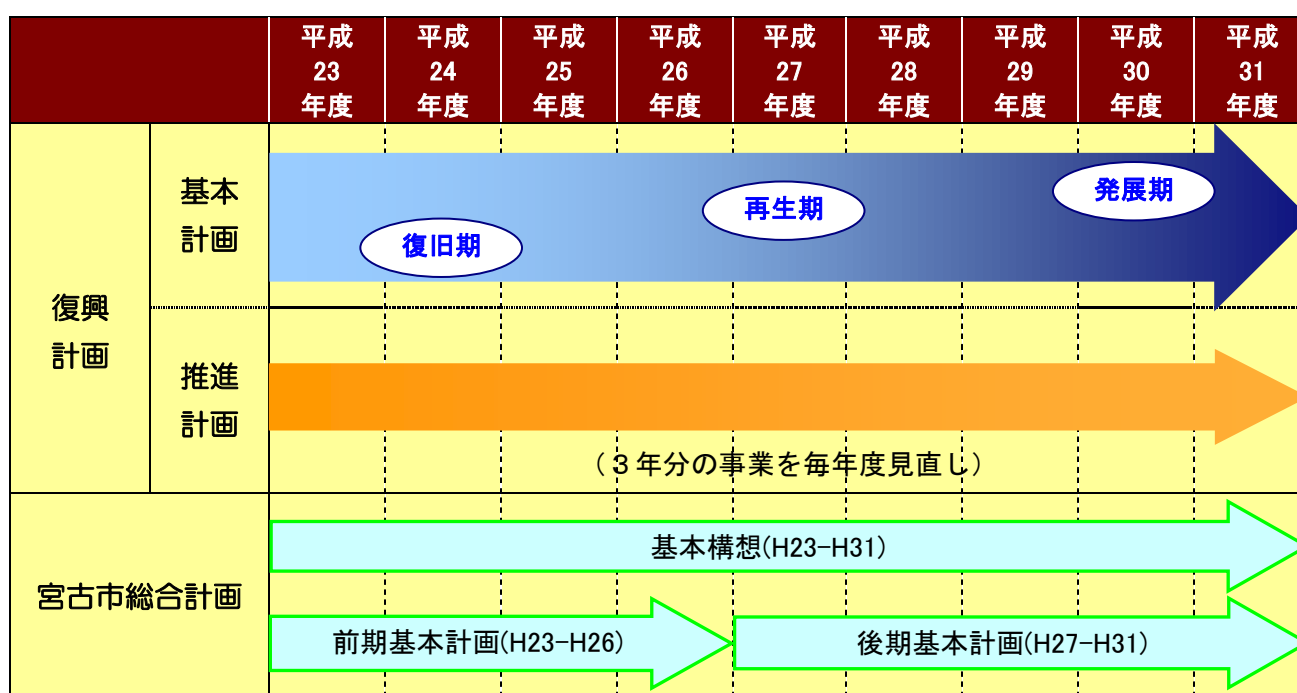 平成
23
年度
平成
24
年度
平成
25
年度
平成
26
年度
平成
27
年度
平成
28
年度
平成
29
年度
平成
30
年度
平成
31
年度
復興
計画
基本
計画
復旧期
再生期
発展期
推進
計画
（３年分の事業を毎年度見直し）
宮古市総合計画
基本構想(H23-H31)
前期基本計画(H23-H26)
後期基本計画(H27-H31)